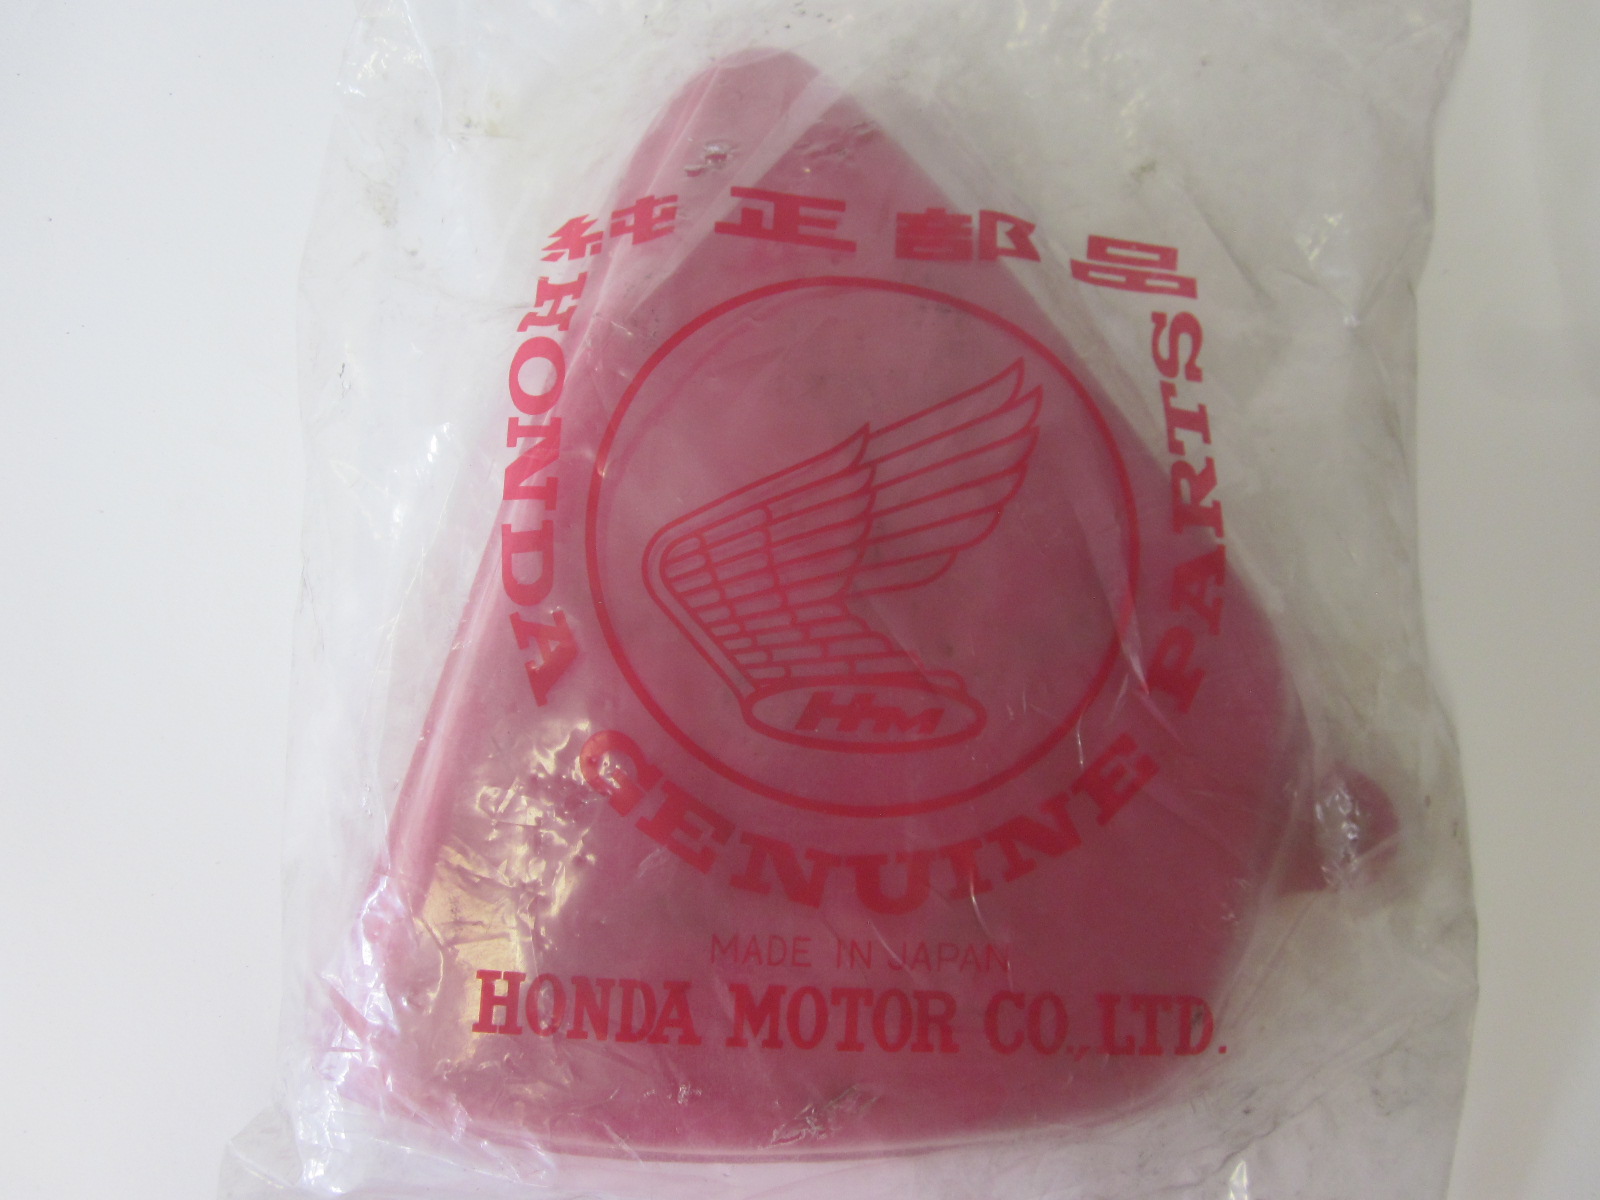 純正部品
HONDA GENUINE PARTS
HM
MADE IN JAPAN
HONDA MOTOR CO., LTD.